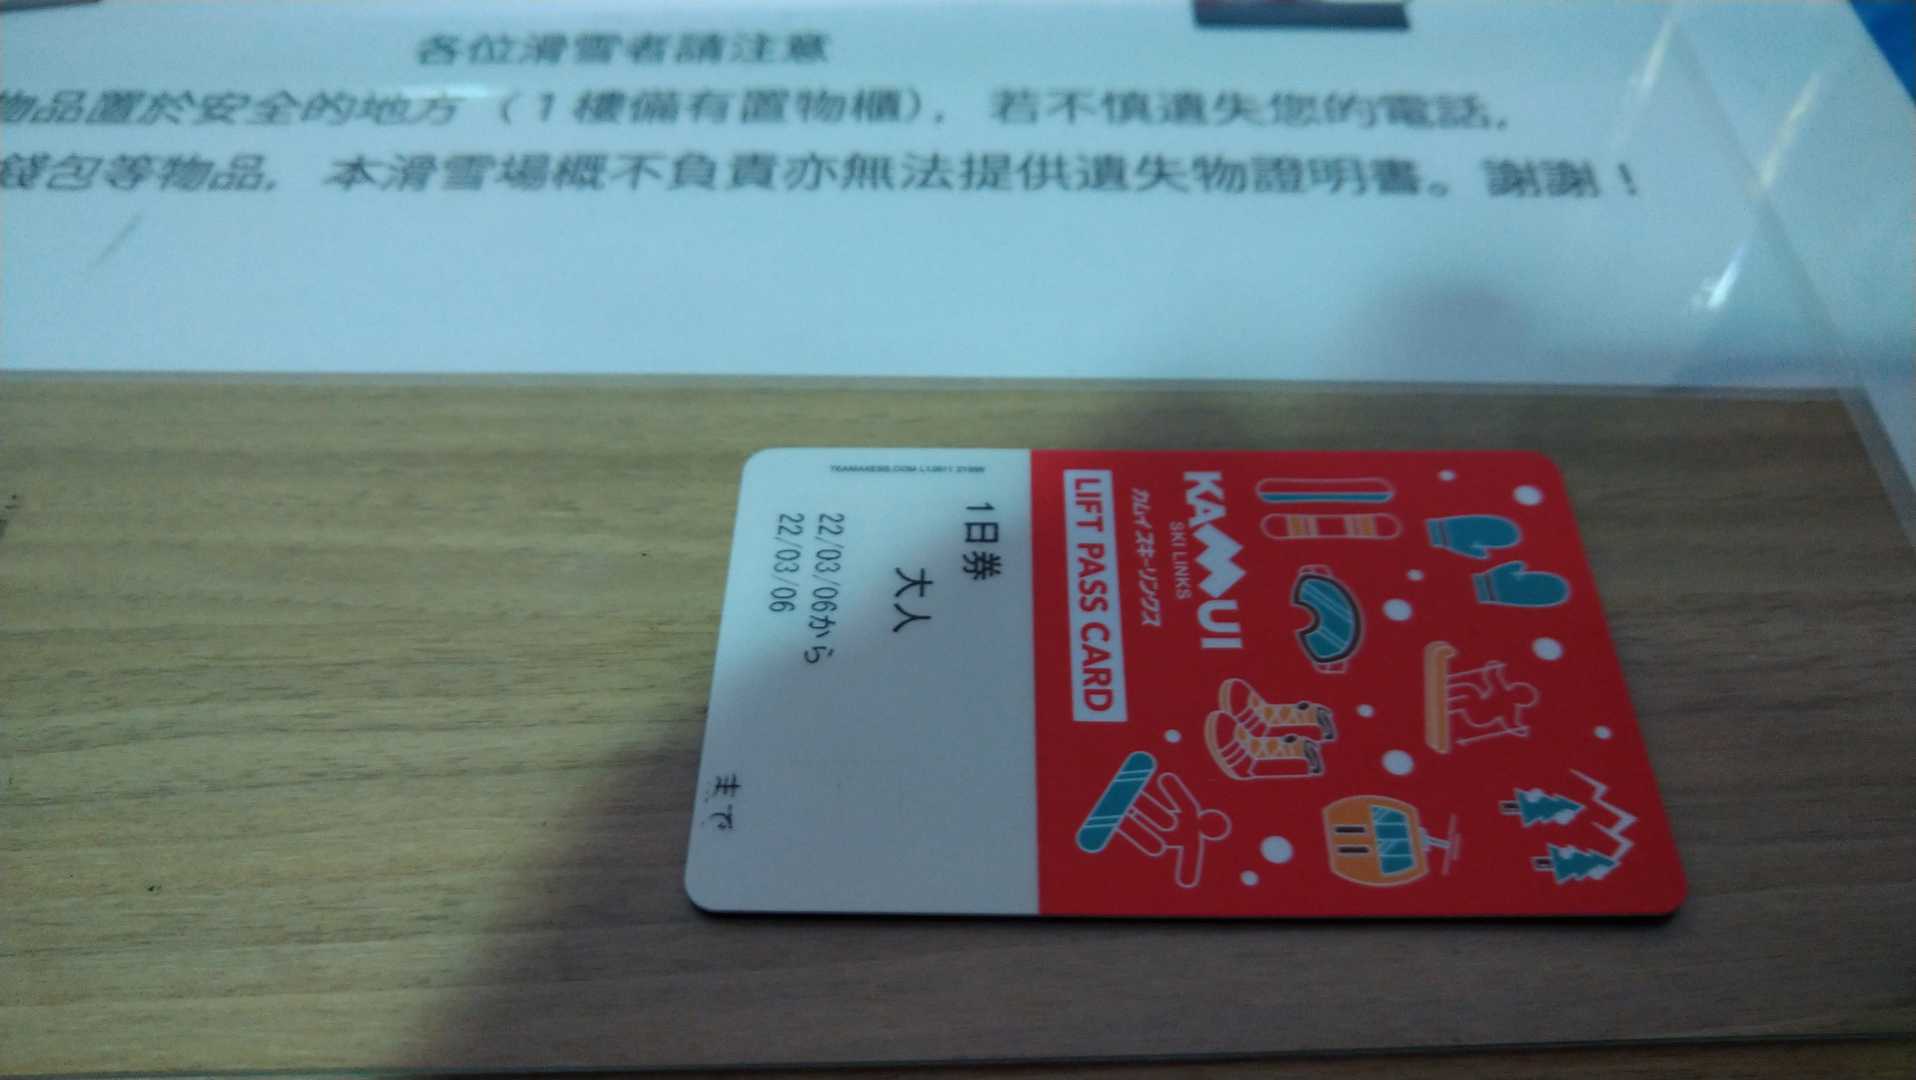 各位滑雪者請注意
物品置於安全的地方（1樓備有置物櫃），若不慎遺失您的電話，
錢包等物品，本滑雪場概不負責亦無法提供遺失物證明書。謝謝！
KAMUI
SKI LINKS
カムイスキーリンクス
LIFT PASS CARD
1日券
大人
22/03/06から
22/03/06
まで